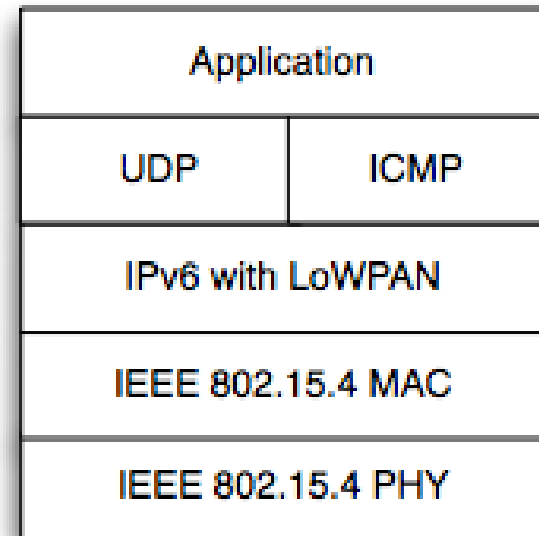 Application
UDP ICMP
IPv6 with LoWPAN
IEEE 802.15.4 MAC
IEEE 802.15.4 PHY